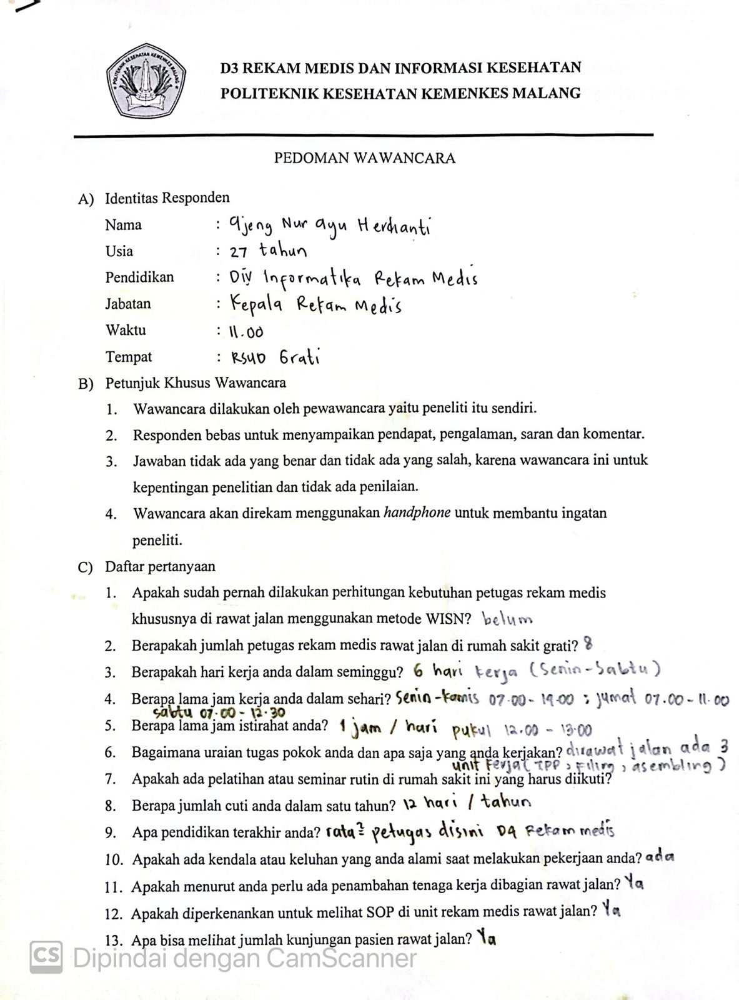 POLITEKNIK KESEHATAN KEMENKES MALANG
D3 REKAM MEDIS DAN INFORMASI KESEHATAN
POLITEKNIK KESEHATAN KEMENKES MALANG
PEDOMAN WAWANCARA
A) Identitas Responden
Nama : Ajeng Nur Ayu Herdianti
Usia : 27 tahun
Pendidikan : DIV Informatika Rekam Medis
Jabatan : Kepala Rekam Medis
Waktu : 11.00
Tempat : RSUD Grati
B) Petunjuk Khusus Wawancara
1. Wawancara dilakukan oleh pewawancara yaitu peneliti itu sendiri.
2. Responden bebas untuk menyampaikan pendapat, pengalaman, saran dan komentar.
3. Jawaban tidak ada yang benar dan tidak ada yang salah, karena wawancara ini untuk
kepentingan penelitian dan tidak ada penilaian.
4. Wawancara akan direkam menggunakan handphone untuk membantu ingatan
peneliti.
C) Daftar pertanyaan
1. Apakah sudah pernah dilakukan perhitungan kebutuhan petugas rekam medis
khususnya di rawat jalan menggunakan metode WISN? belum
2. Berapakah jumlah petugas rekam medis rawat jalan di rumah sakit grati? 8
3. Berapakah hari kerja anda dalam seminggu? 6 hari kerja (Senin-Sabtu)
4. Berapa lama jam kerja anda dalam sehari? Senin-kamis 07.00-14.00 ; jumat 07.00-11.00
sabtu 07.00-12.30
5. Berapa lama jam istirahat anda? 1 jam / hari pukul 12.00 - 13.00
6. Bagaimana uraian tugas pokok anda dan apa saja yang anda kerjakan? dirawat jalan ada 3
unit kerja (TPP, filing, asembling)
7. Apakah ada pelatihan atau seminar rutin di rumah sakit ini yang harus diikuti?
8. Berapa jumlah cuti anda dalam satu tahun? 12 hari / tahun
9. Apa pendidikan terakhir anda? rata² petugas disini D4 Rekam medis
10. Apakah ada kendala atau keluhan yang anda alami saat melakukan pekerjaan anda? ada
11. Apakah menurut anda perlu ada penambahan tenaga kerja dibagian rawat jalan? Ya
12. Apakah diperkenankan untuk melihat SOP di unit rekam medis rawat jalan? Ya
13. Apa bisa melihat jumlah kunjungan pasien rawat jalan? Ya
CS Dipindai dengan CamScanner